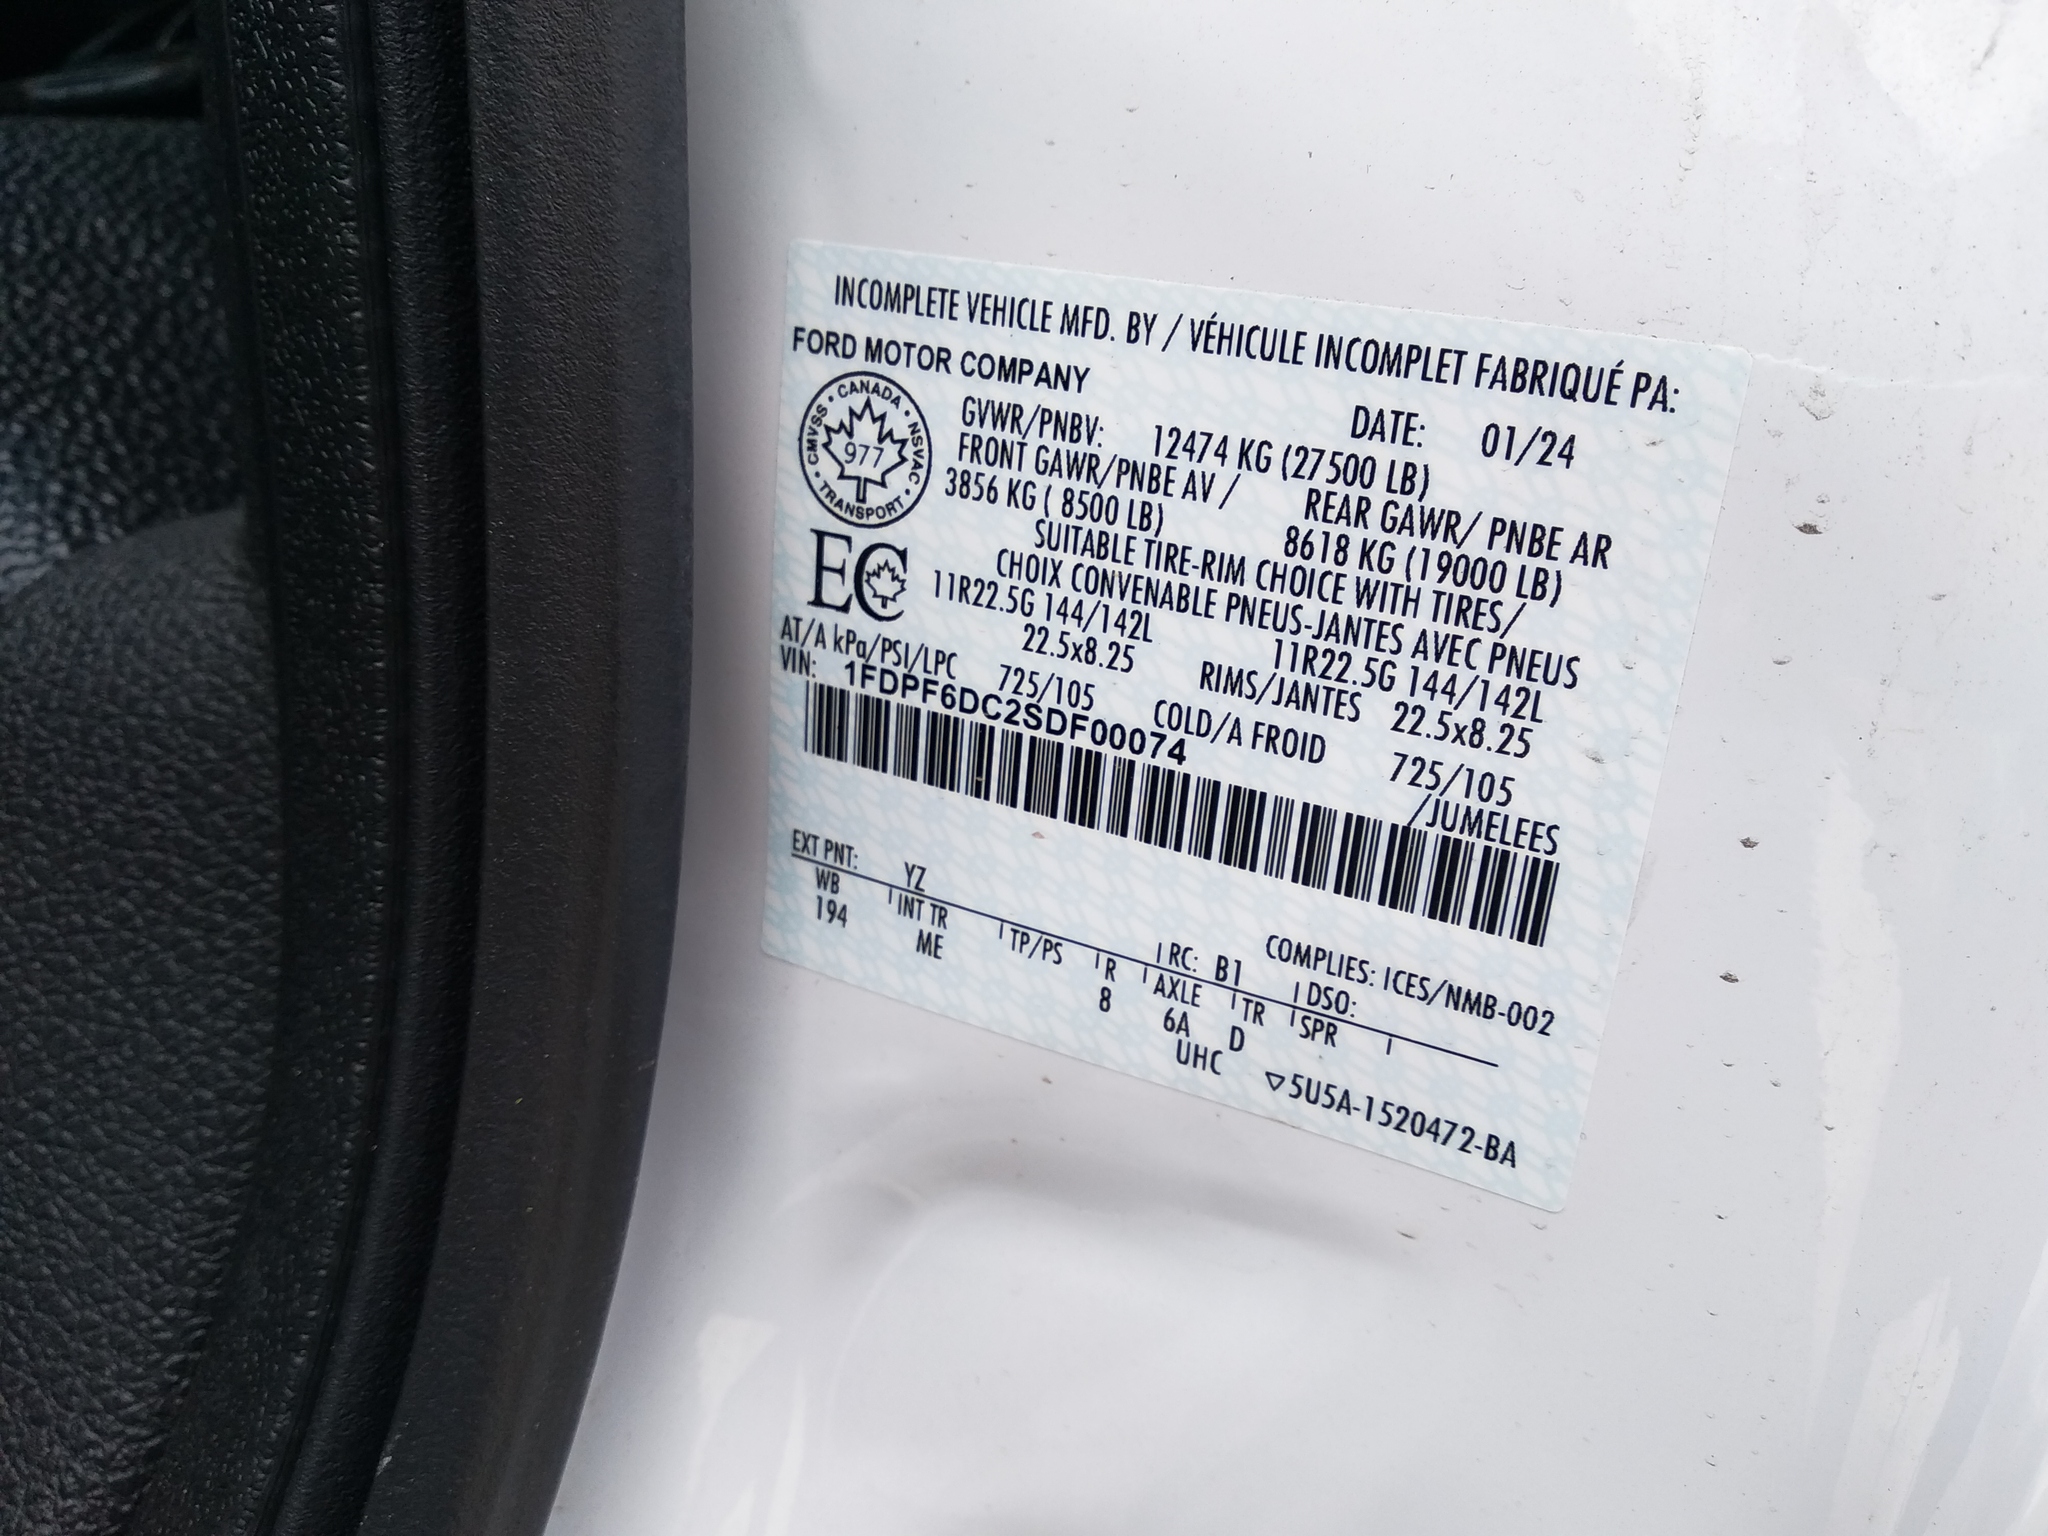 INCOMPLETE VEHICLE MFD. BY / VÉHICULE INCOMPLET FABRIQUÉ PA:
FORD MOTOR COMPANY
DATE: 01/24
CANADA • NSVAC • TRANSPORT • CMVSS •
977
GVWR/PNBV: 12474 KG (27500 LB)
FRONT GAWR/PNBE AV / REAR GAWR/ PNBE AR
3856 KG ( 8500 LB) 8618 KG (19000 LB)
SUITABLE TIRE-RIM CHOICE WITH TIRES/
CHOIX CONVENABLE PNEUS-JANTES AVEC PNEUS
EC
11R22.5G 144/142L 11R22.5G 144/142L
22.5x8.25 RIMS/JANTES 22.5x8.25
AT/A kPa/PSI/LPC 725/105 COLD/A FROID 725/105
VIN: 1FDPF6DC2SDF00074 /JUMELEES
COMPLIES: ICES/NMB-002
EXT PNT: YZ RC: B1 DSO:
WB INT TR TP/PS R AXLE TR SPR
194 ME 8 6A D
UHC
▽5U5A-1520472-BA